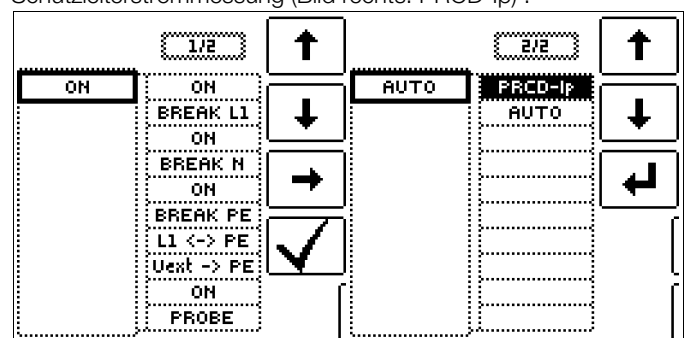 Schutzleiterstrommessung (Bild rechts: PRCD-Ip) .
1/2
ON
ON
BREAK L1
ON
BREAK N
ON
BREAK PE
L1 <-> PE
Uext -> PE
ON
PROBE
2/2
AUTO
PRCD-Ip
AUTO